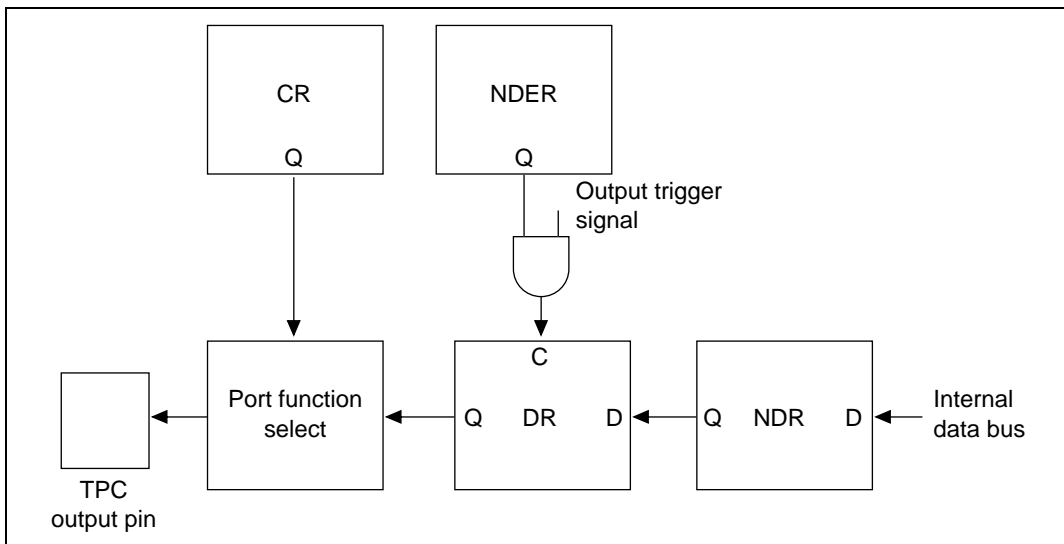 CR
Q
NDER
Q
Output trigger
signal
Port function
select
C
Q DR D
Q NDR D
Internal
data bus
TPC
output pin